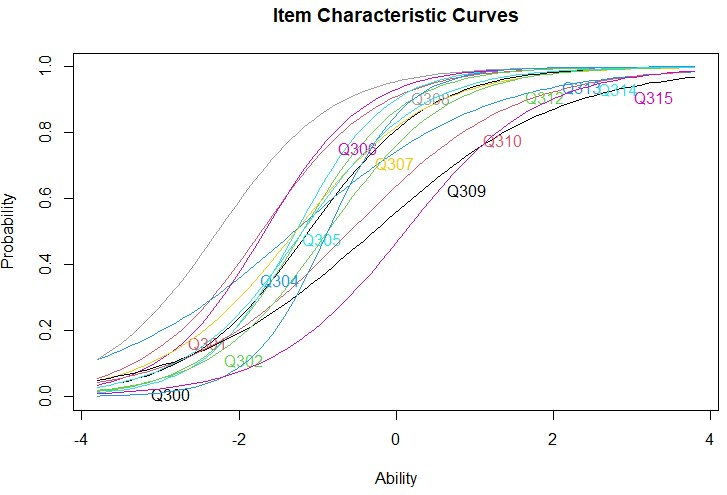 Item Characteristic Curves
Probability
1.0
0.8
0.6
0.4
0.2
0.0
Q308
Q312
Q313
Q314
Q315
Q306
Q310
Q307
Q309
Q305
Q304
Q301
Q302
Q300
-4
-2
0
2
4
Ability